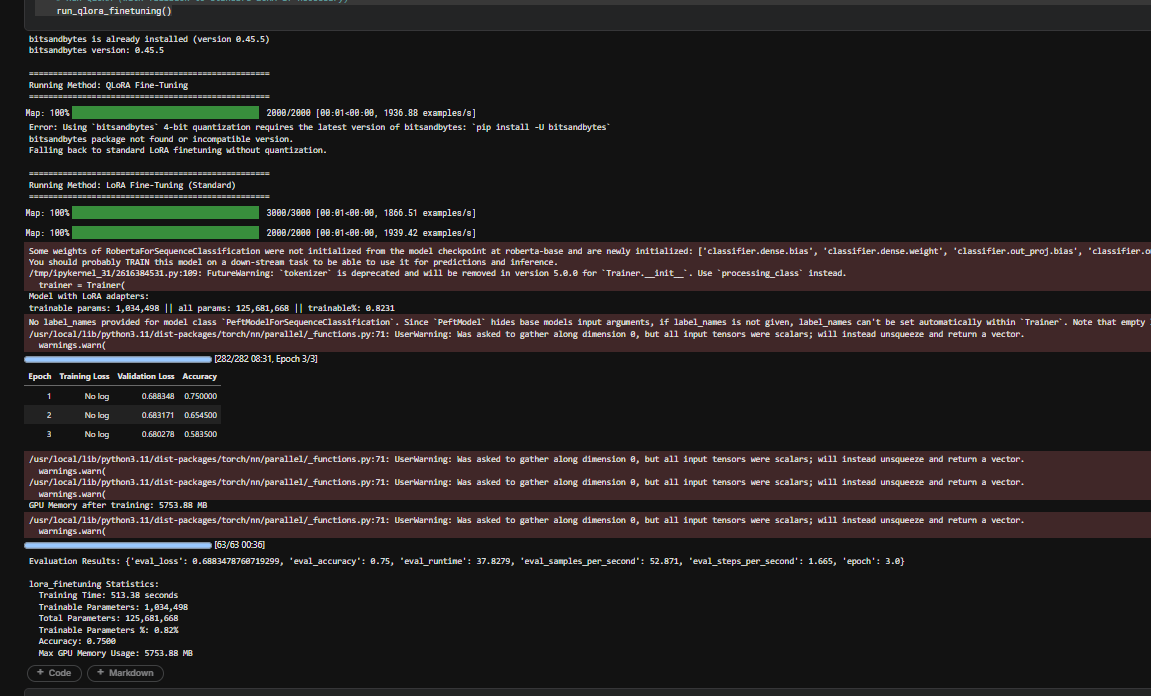 run_qlora_finetuning()
bitsandbytes is already installed (version 0.45.5)
bitsandbytes version: 0.45.5
==================================================
Running Method: QLoRA Fine-Tuning
==================================================
Map: 100% 2000/2000 [00:01<00:00, 1936.88 examples/s]
Error: Using `bitsandbytes` 4-bit quantization requires the latest version of bitsandbytes: `pip install -U bitsandbytes`
bitsandbytes package not found or incompatible version.
Falling back to standard LoRA finetuning without quantization.
==================================================
Running Method: LoRA Fine-Tuning (Standard)
==================================================
Map: 100% 3000/3000 [00:01<00:00, 1866.51 examples/s]
Map: 100% 2000/2000 [00:01<00:00, 1939.42 examples/s]
Some weights of RobertaForSequenceClassification were not initialized from the model checkpoint at roberta-base and are newly initialized: ['classifier.dense.bias', 'classifier.dense.weight', 'classifier.out_proj.bias', 'classifier.o
You should probably TRAIN this model on a down-stream task to be able to use it for predictions and inference.
/tmp/ipykernel_31/2616384531.py:109: FutureWarning: `tokenizer` is deprecated and will be removed in version 5.0.0 for `Trainer.__init__`. Use `processing_class` instead.
trainer = Trainer(
Model with LoRA adapters:
trainable params: 1,034,498 || all params: 125,681,668 || trainable%: 0.8231
No label_names provided for model class `PeftModelForSequenceClassification`. Since `PeftModel` hides base models input arguments, if label_names is not given, label_names can't be set automatically within `Trainer`. Note that empty
/usr/local/lib/python3.11/dist-packages/torch/nn/parallel/_functions.py:71: UserWarning: Was asked to gather along dimension 0, but all input tensors were scalars; will instead unsqueeze and return a vector.
warnings.warn(
[282/282 08:31, Epoch 3/3]
Epoch Training Loss Validation Loss Accuracy
1 No log 0.688348 0.750000
2 No log 0.683171 0.654500
3 No log 0.680278 0.583500
/usr/local/lib/python3.11/dist-packages/torch/nn/parallel/_functions.py:71: UserWarning: Was asked to gather along dimension 0, but all input tensors were scalars; will instead unsqueeze and return a vector.
warnings.warn(
/usr/local/lib/python3.11/dist-packages/torch/nn/parallel/_functions.py:71: UserWarning: Was asked to gather along dimension 0, but all input tensors were scalars; will instead unsqueeze and return a vector.
warnings.warn(
GPU Memory after training: 5753.88 MB
/usr/local/lib/python3.11/dist-packages/torch/nn/parallel/_functions.py:71: UserWarning: Was asked to gather along dimension 0, but all input tensors were scalars; will instead unsqueeze and return a vector.
warnings.warn(
[63/63 00:36]
Evaluation Results: {'eval_loss': 0.6883478760719299, 'eval_accuracy': 0.75, 'eval_runtime': 37.8279, 'eval_samples_per_second': 52.871, 'eval_steps_per_second': 1.665, 'epoch': 3.0}
lora_finetuning Statistics:
Training Time: 513.38 seconds
Trainable Parameters: 1,034,498
Total Parameters: 125,681,668
Trainable Parameters %: 0.82%
Accuracy: 0.7500
Max GPU Memory Usage: 5753.88 MB
+ Code + Markdown